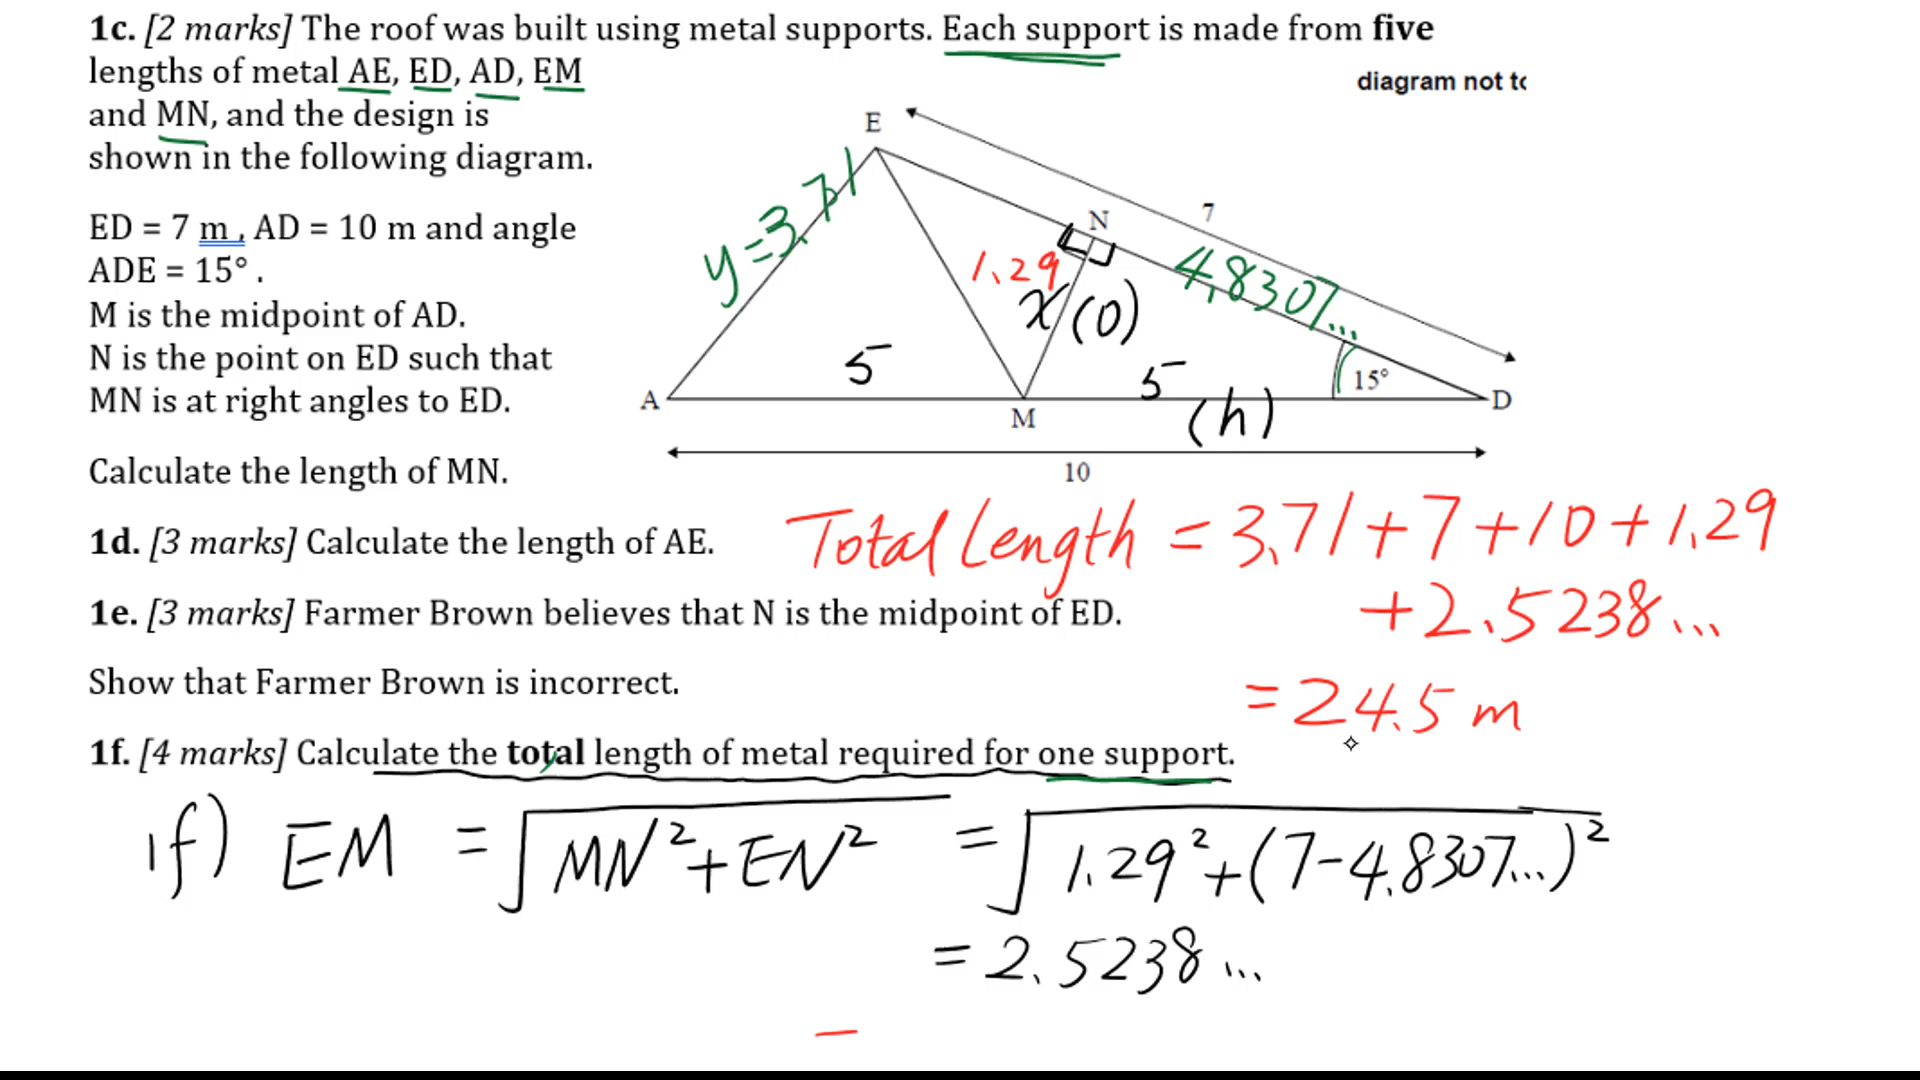 1c. [2 marks] The roof was built using metal supports. Each support is made from five
lengths of metal AE, ED, AD, EM
and MN, and the design is
shown in the following diagram.
diagram not to
ED = 7 m , AD = 10 m and angle
ADE = 15° .
M is the midpoint of AD.
N is the point on ED such that
MN is at right angles to ED.
Calculate the length of MN.
E
7
N
y=3.71
1.29
x(0)
4.8307...
5
5
(h)
15°
A
M
D
10
Total Length = 3.71+7+10+1.29
+2.5238...
=24.5 m
1d. [3 marks] Calculate the length of AE.
1e. [3 marks] Farmer Brown believes that N is the midpoint of ED.
Show that Farmer Brown is incorrect.
1f. [4 marks] Calculate the total length of metal required for one support.
1f) EM = √MN²+EN² = √1.29²+(7-4.8307...)²
= 2.5238...